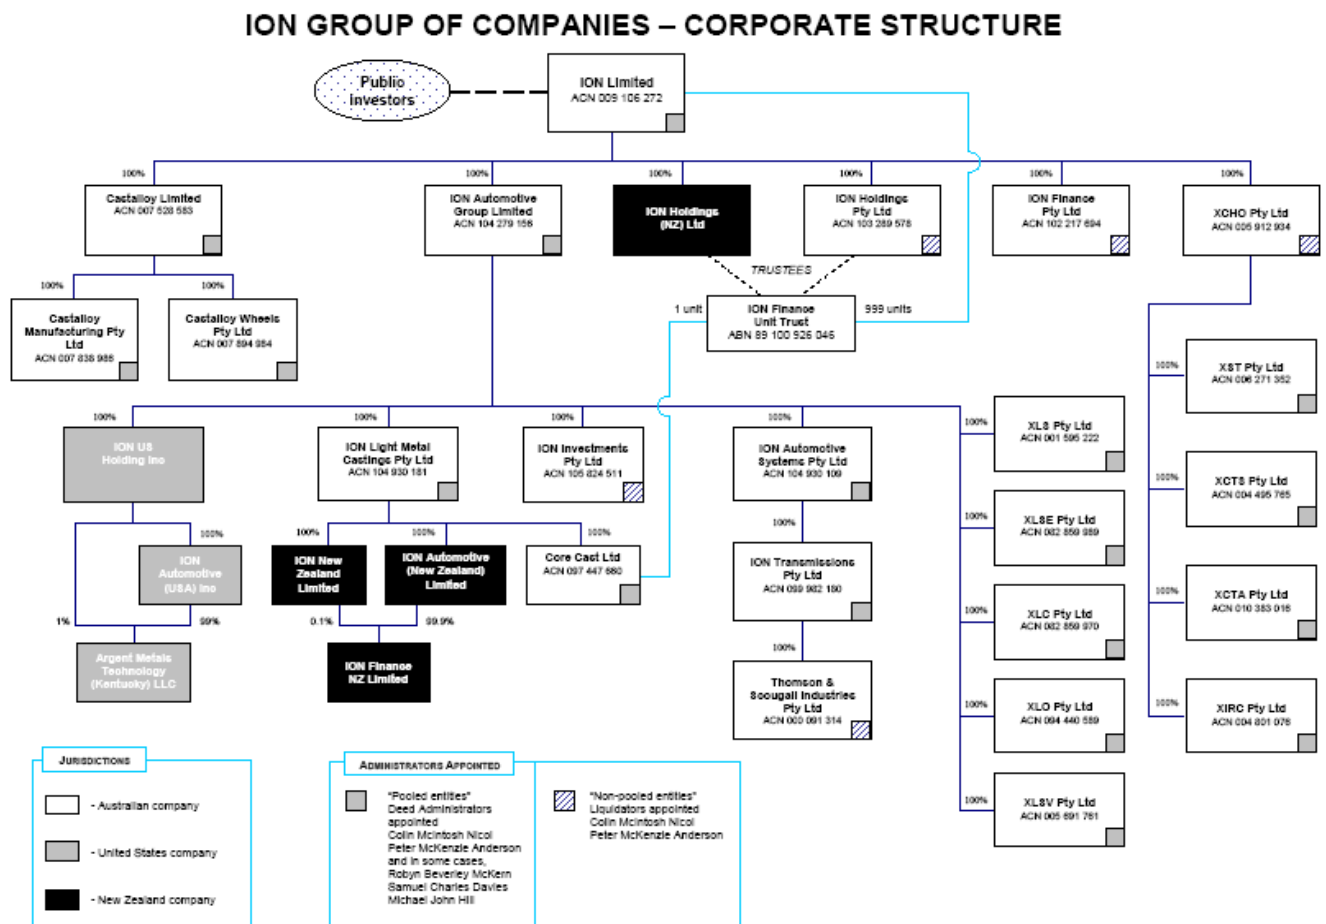 ION GROUP OF COMPANIES – CORPORATE STRUCTURE
Public
Investors
ION Limited
ACN 009 106 272
100%
100%
100%
100%
100%
100%
Castalloy Limited
ACN 007 528 583
ION Automotive
Group Limited
ACN 104 279 156
ION Holdings
(NZ) Ltd
ION Holdings
Pty Ltd
ACN 103 289 578
ION Finance
Pty Ltd
ACN 102 217 694
XCHO Pty Ltd
ACN 005 912 934
TRUSTEES
100%
100%
Castalloy
Manufacturing Pty
Ltd
ACN 007 838 986
Castalloy Wheels
Pty Ltd
ACN 007 894 984
1 unit
ION Finance
Unit Trust
ABN 89 100 926 046
999 units
100%
XST Pty Ltd
ACN 006 271 352
100%
100%
100%
100%
ION US
Holding Inc
ION Light Metal
Castings Pty Ltd
ACN 104 930 181
ION Investments
Pty Ltd
ACN 105 824 511
ION Automotive
Systems Pty Ltd
ACN 104 930 109
100%
XLS Pty Ltd
ACN 001 595 222
100%
XCTS Pty Ltd
ACN 004 495 765
100%
ION
Automotive
(USA) Inc
100%
100%
100%
ION New
Zealand
Limited
ION Automotive
(New Zealand)
Limited
Core Cast Ltd
ACN 097 447 660
100%
ION Transmissions
Pty Ltd
ACN 099 982 180
100%
XLSE Pty Ltd
ACN 082 859 989
100%
XLC Pty Ltd
ACN 082 859 970
100%
XCTA Pty Ltd
ACN 010 383 016
1%
99%
Argent Metals
Technology
(Kentucky) LLC
0.1%
99.9%
ION Finance
NZ Limited
100%
Thomson &
Scougall Industries
Pty Ltd
ACN 000 091 314
100%
XLO Pty Ltd
ACN 094 440 589
100%
XIRC Pty Ltd
ACN 004 801 076
100%
XLSV Pty Ltd
ACN 005 691 761
JURISDICTIONS
- Australian company
- United States company
- New Zealand company
ADMINISTRATORS APPOINTED
"Pooled entities"
Deed Administrators
appointed
Colin McIntosh Nicol
Peter McKenzie Anderson
and in some cases,
Robyn Beverley McKern
Samuel Charles Davies
Michael John Hill
"Non-pooled entities"
Liquidators appointed
Colin McIntosh Nicol
Peter McKenzie Anderson